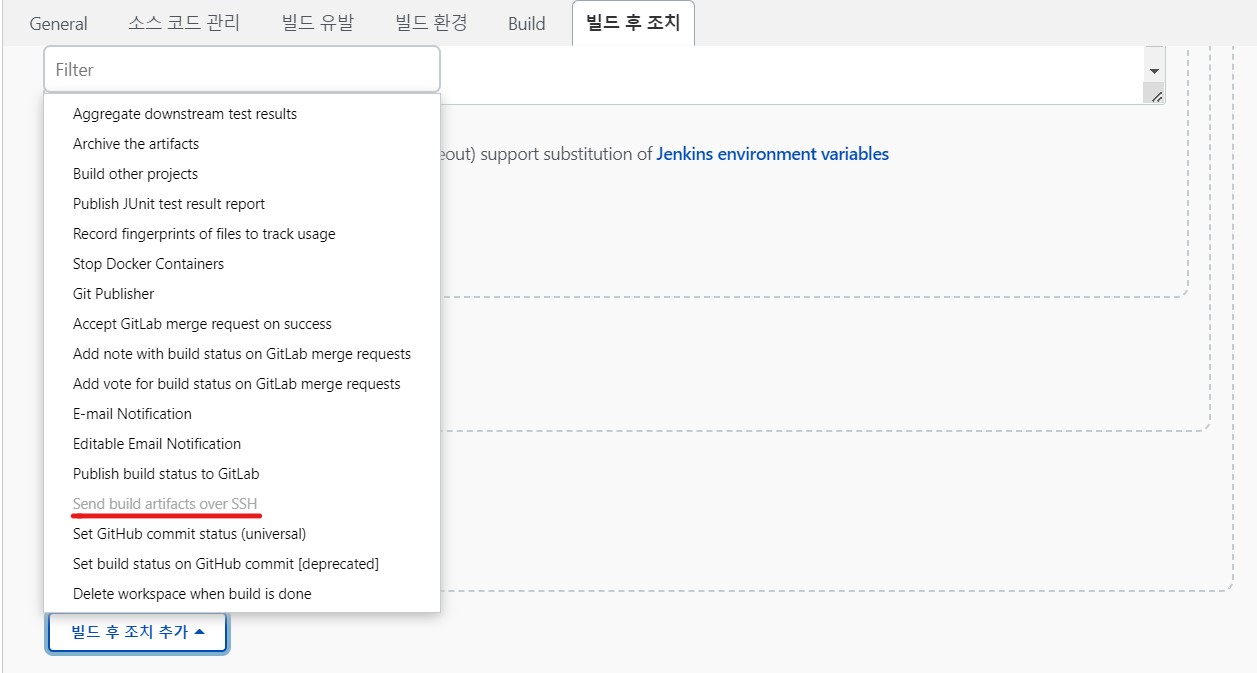 General 소스 코드 관리 빌드 유발 빌드 환경 Build 빌드 후 조치
Filter
Aggregate downstream test results
Archive the artifacts
eout) support substitution of Jenkins environment variables
Build other projects
Publish JUnit test result report
Record fingerprints of files to track usage
Stop Docker Containers
Git Publisher
Accept GitLab merge request on success
Add note with build status on GitLab merge requests
Add vote for build status on GitLab merge requests
E-mail Notification
Editable Email Notification
Publish build status to GitLab
Send build artifacts over SSH
Set GitHub commit status (universal)
Set build status on GitHub commit [deprecated]
Delete workspace when build is done
빌드 후 조치 추가